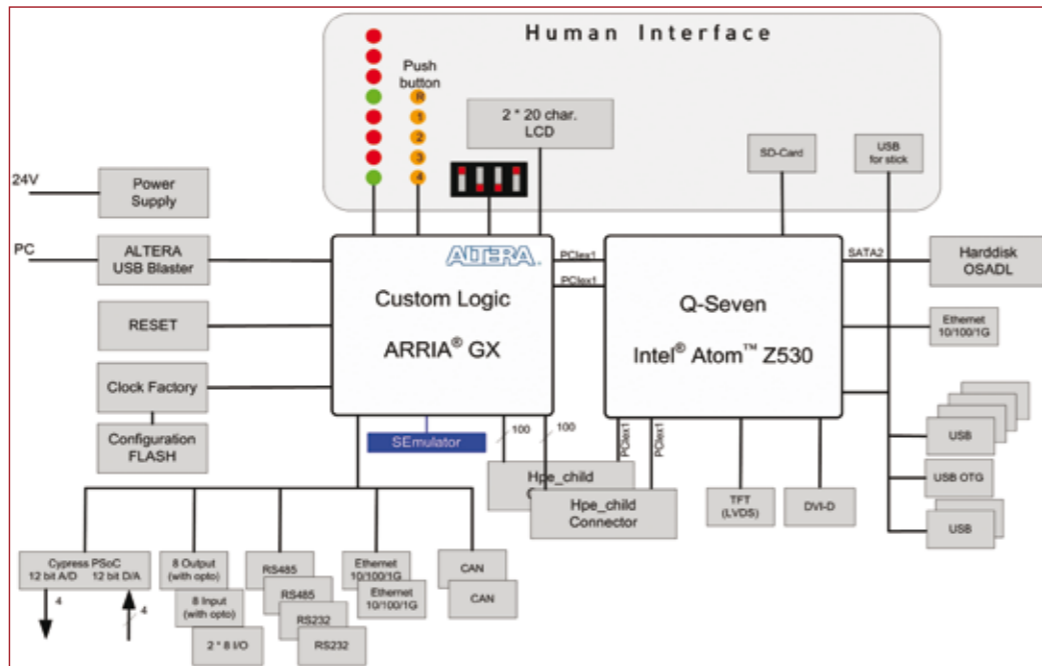 Human Interface
Push
button
R
1
2
3
4
2 * 20 char.
LCD
SD-Card
USB
for stick
24V
Power
Supply
PC
ALTERA
USB Blaster
RESET
Clock Factory
Configuration
FLASH
ALTERA.
Custom Logic
ARRIA® GX
PCIex1
PCIex1
Q-Seven
Intel® Atom™ Z530
SATA2
Harddisk
OSADL
Ethernet
10/100/1G
USB
USB OTG
USB
SEmulator
100
100
PCIex1
PCIex1
Hpe_child
Hpe_child
Connector
TFT
(LVDS)
DVI-D
Cypress PSoC
12 bit A/D 12 bit D/A
4
4
8 Output
(with opto)
8 Input
(with opto)
2 * 8 I/O
RS485
RS485
RS232
RS232
Ethernet
10/100/1G
Ethernet
10/100/1G
CAN
CAN